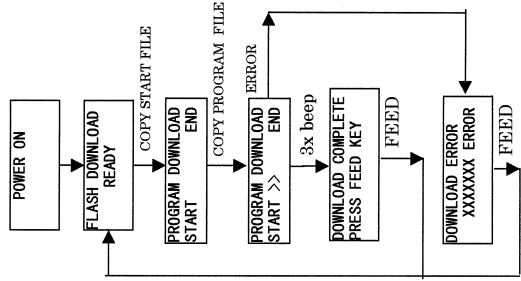 POWER ON
FLASH DOWNLOAD
READY
COPY START FILE
PROGRAM DOWNLOAD
START END
COPY PROGRAM FILE
PROGRAM DOWNLOAD
START >> END
ERROR
3x beep
DOWNLOAD COMPLETE
PRESS FEED KEY
FEED
DOWNLOAD ERROR
XXXXXXX ERROR
FEED